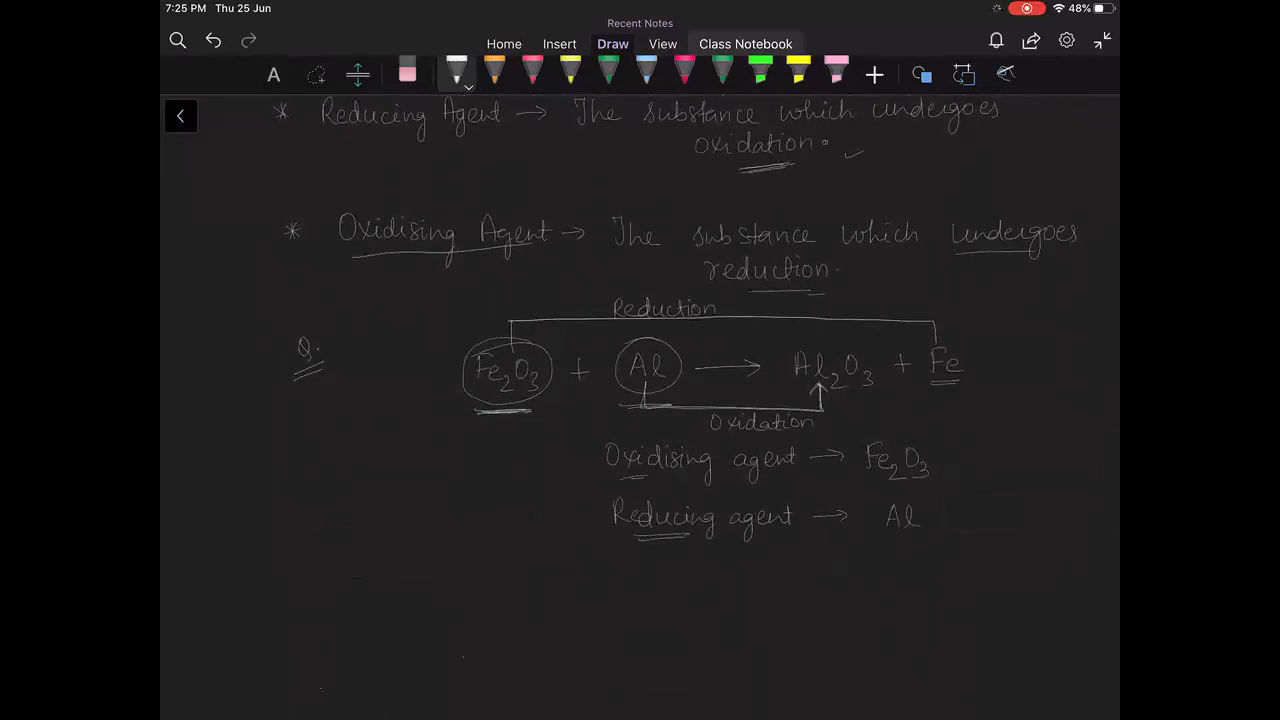 7:25 PM Thu 25 Jun
48%
Recent Notes
Home Insert Draw View Class Notebook
A
* Reducing Agent → The substance which undergoes
oxidation.
* Oxidising Agent → The substance which undergoes
reduction.
Reduction
Q. Fe₂O₃ + Al → Al₂O₃ + Fe
Oxidation
Oxidising agent → Fe₂O₃
Reducing agent → Al